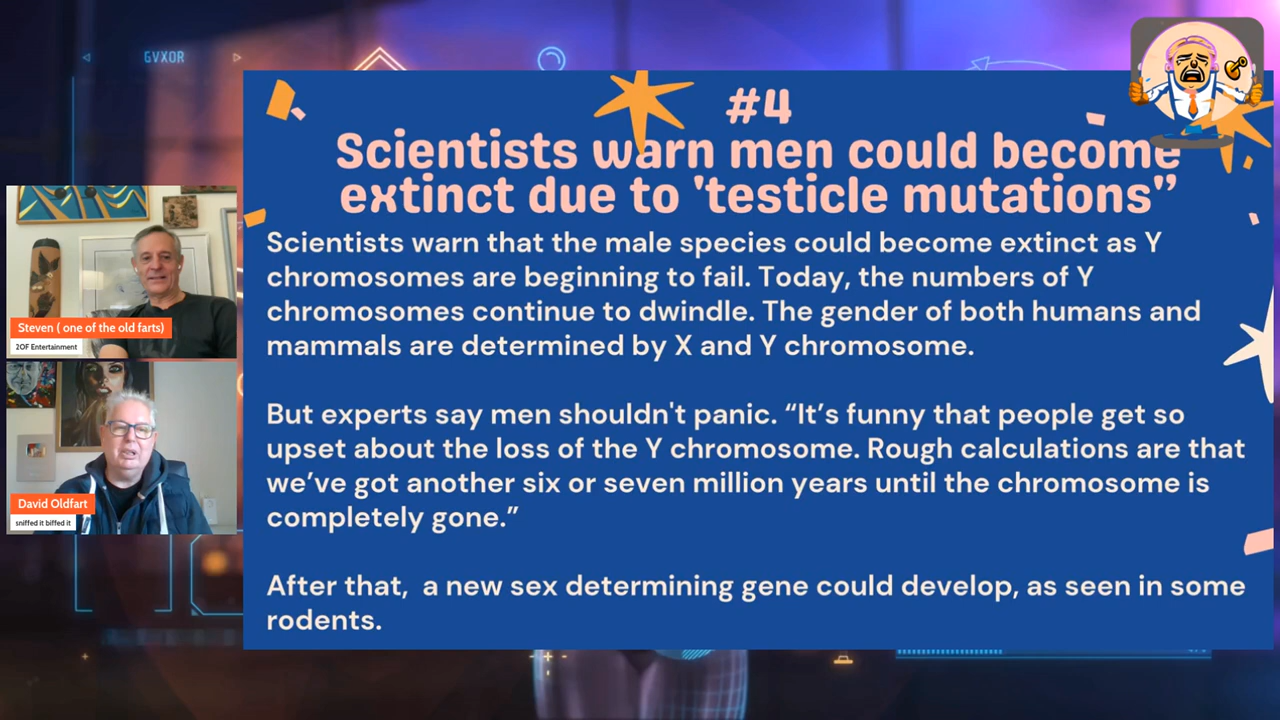 GVXOR
#4
Scientists warn men could become
extinct due to 'testicle mutations”
Scientists warn that the male species could become extinct as Y
chromosomes are beginning to fail. Today, the numbers of Y
chromosomes continue to dwindle. The gender of both humans and
mammals are determined by X and Y chromosome.
But experts say men shouldn't panic. “It’s funny that people get so
upset about the loss of the Y chromosome. Rough calculations are that
we’ve got another six or seven million years until the chromosome is
completely gone.”
After that, a new sex determining gene could develop, as seen in some
rodents.
Steven ( one of the old farts)
2OF Entertainment
David Oldfart
sniffed it biffed it